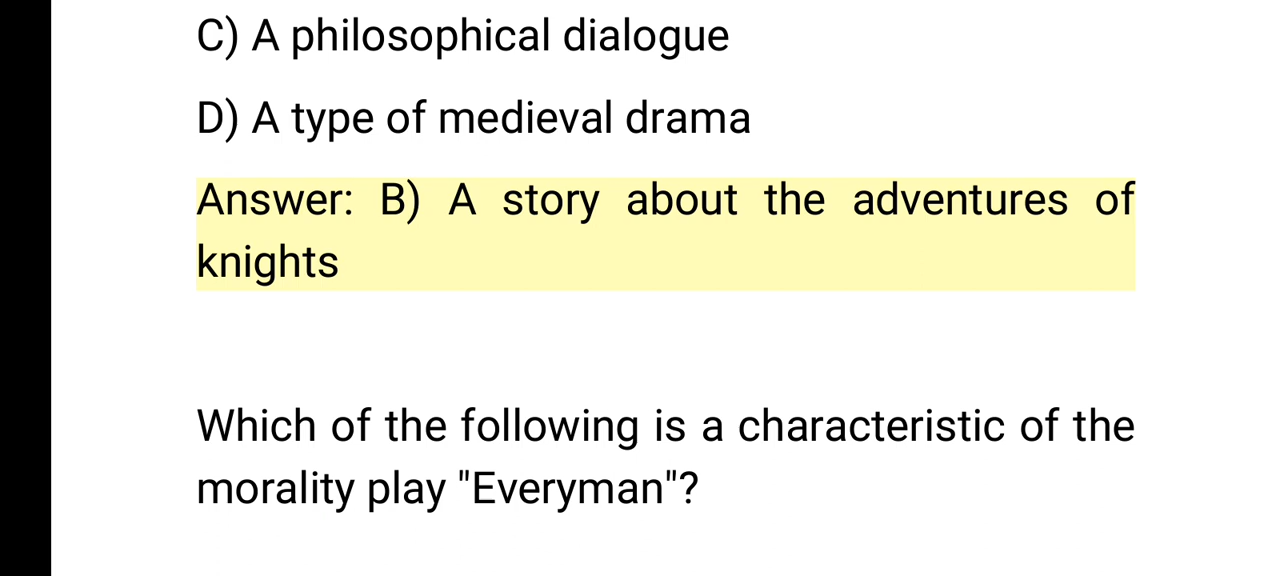 C) A philosophical dialogue
D) A type of medieval drama
Answer: B) A story about the adventures of
knights
Which of the following is a characteristic of the
morality play "Everyman"?